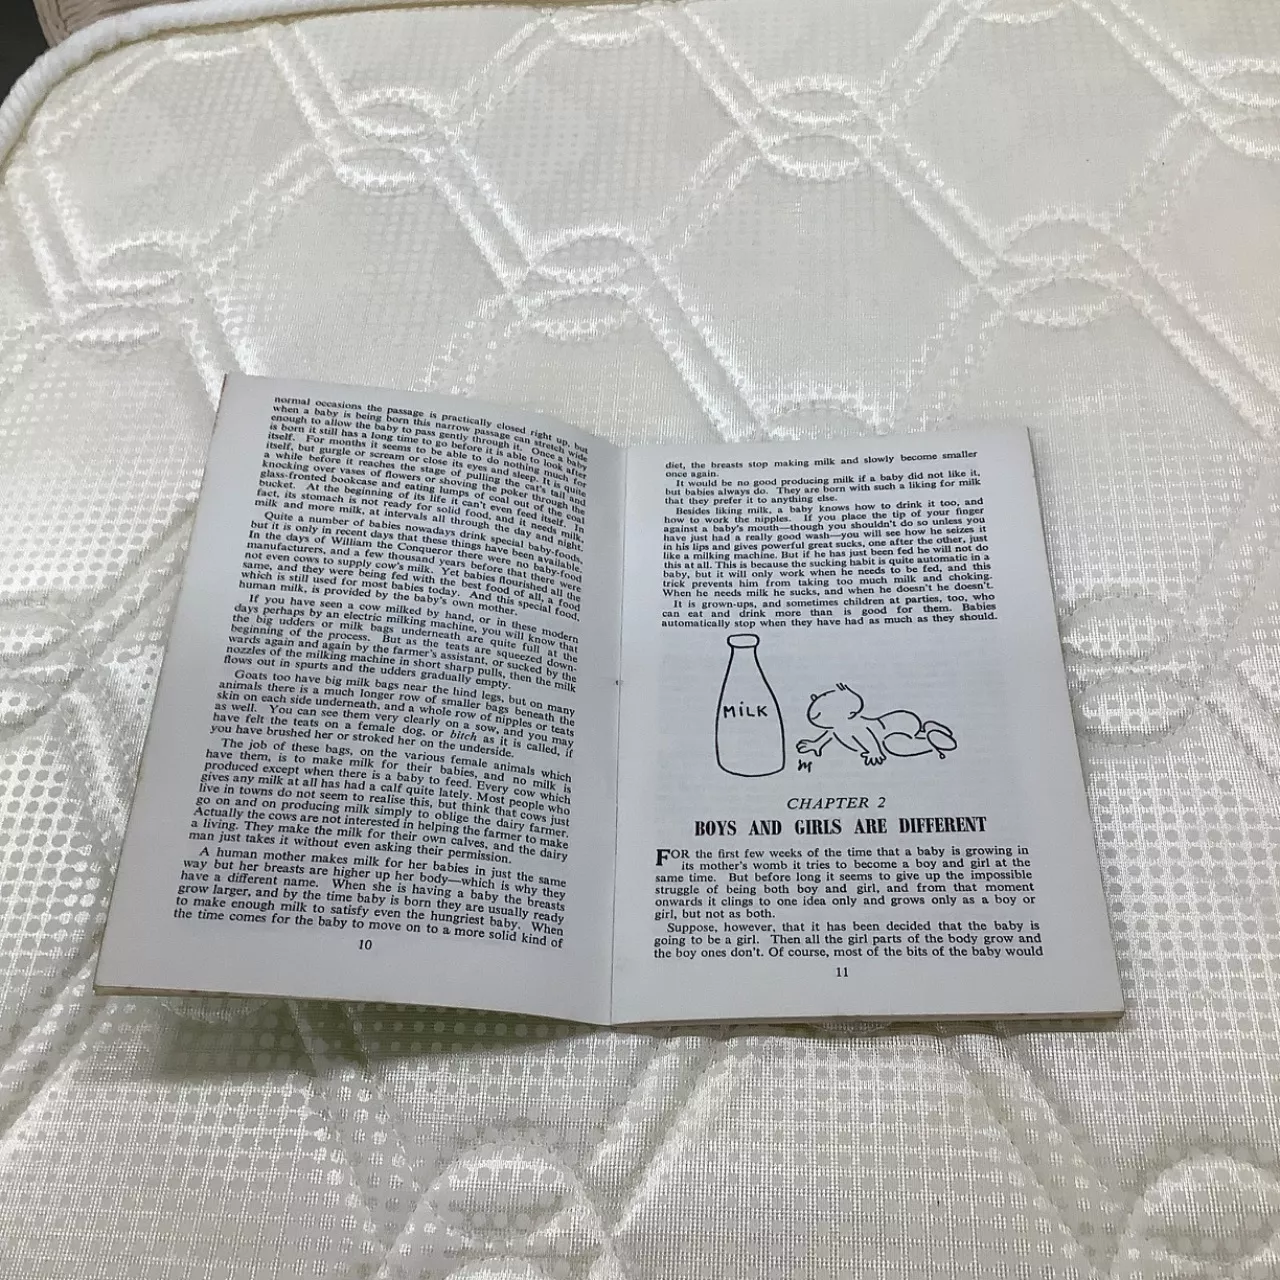 normal occasions the passage is practically closed right up, but
when a baby is being born this narrow passage can stretch wide
enough to allow the baby to pass gently through it. Once a baby
is born it still has a long time to go before it is able to look after
itself. For months it seems to be able to do nothing much for
itself, but gurgle or scream or close its eyes and sleep. It is quite
a while before it reaches the stage of pulling the cat's tail and
knocking over vases of flowers or shoving the poker through the
glass-fronted bookcase and eating lumps of coal out of the coal
bucket. At the beginning of its life it can't even feed itself. In
fact, its stomach is not ready for solid food, and it needs milk,
milk and more milk, at intervals all through the day and night.
Quite a number of babies nowadays drink special baby-foods,
but it is only in recent days that these things have been available.
In the days of William the Conqueror there were no baby-food
manufacturers, and a few thousand years before that there were
not even cows to supply cow's milk. Yet babies flourished all the
same, and they were being fed with the best food of all, a food
which is still used for most babies today. And this special food,
human milk, is provided by the baby's own mother.
If you have seen a cow milked by hand, or in these modern
days perhaps by an electric milking machine, you will know that
the big udders or milk bags underneath are quite full at the
beginning of the process. But as the teats are squeezed down-
wards again and again by the farmer's assistant, or sucked by the
nozzles of the milking machine in short sharp pulls, then the milk
flows out in spurts and the udders gradually empty.
Goats too have big milk bags near the hind legs, but on many
animals there is a much longer row of smaller bags beneath the
skin on each side underneath, and a whole row of nipples or teats
as well. You can see them very clearly on a sow, and you may
have felt the teats on a female dog, or bitch as it is called, if
you have brushed her or stroked her on the underside.
The job of these bags, on the various female animals which
have them, is to make milk for their babies, and no milk is
produced except when there is a baby to feed. Every cow which
gives any milk at all has had a calf quite lately. Most people who
live in towns do not seem to realise this, but think that cows just
go on and on producing milk simply to oblige the dairy farmer.
Actually the cows are not interested in helping the farmer to make
a living. They make the milk for their own calves, and the dairy
man just takes it without even asking their permission.
A human mother makes milk for her babies in just the same
way but her breasts are higher up her body—which is why they
have a different name. When she is having a baby the breasts
grow larger, and by the time baby is born they are usually ready
to make enough milk to satisfy even the hungriest baby. When
the time comes for the baby to move on to a more solid kind of
10
diet, the breasts stop making milk and slowly become smaller
once again.
It would be no good producing milk if a baby did not like it,
but babies always do. They are born with such a liking for milk
that they prefer it to anything else.
Besides liking milk, a baby knows how to drink it too, and
how to work the nipples. If you place the tip of your finger
against a baby's mouth—though you shouldn't do so unless you
have just had a really good wash—you will see how he seizes it
in his lips and gives powerful great sucks, one after the other, just
like a milking machine. But if he has just been fed he will not do
this at all. This is because the sucking habit is quite automatic in a
baby, but it will only work when he needs to be fed, and this
trick prevents him from taking too much milk and choking.
When he needs milk he sucks, and when he doesn't he doesn't.
It is grown-ups, and sometimes children at parties, too, who
can eat and drink more than is good for them. Babies
automatically stop when they have had as much as they should.
MILK
CHAPTER 2
BOYS AND GIRLS ARE DIFFERENT
FOR the first few weeks of the time that a baby is growing in
its mother's womb it tries to become a boy and girl at the
same time. But before long it seems to give up the impossible
struggle of being both boy and girl, and from that moment
onwards it clings to one idea only and grows only as a boy or
girl, but not as both.
Suppose, however, that it has been decided that the baby is
going to be a girl. Then all the girl parts of the body grow and
the boy ones don't. Of course, most of the bits of the baby would
11